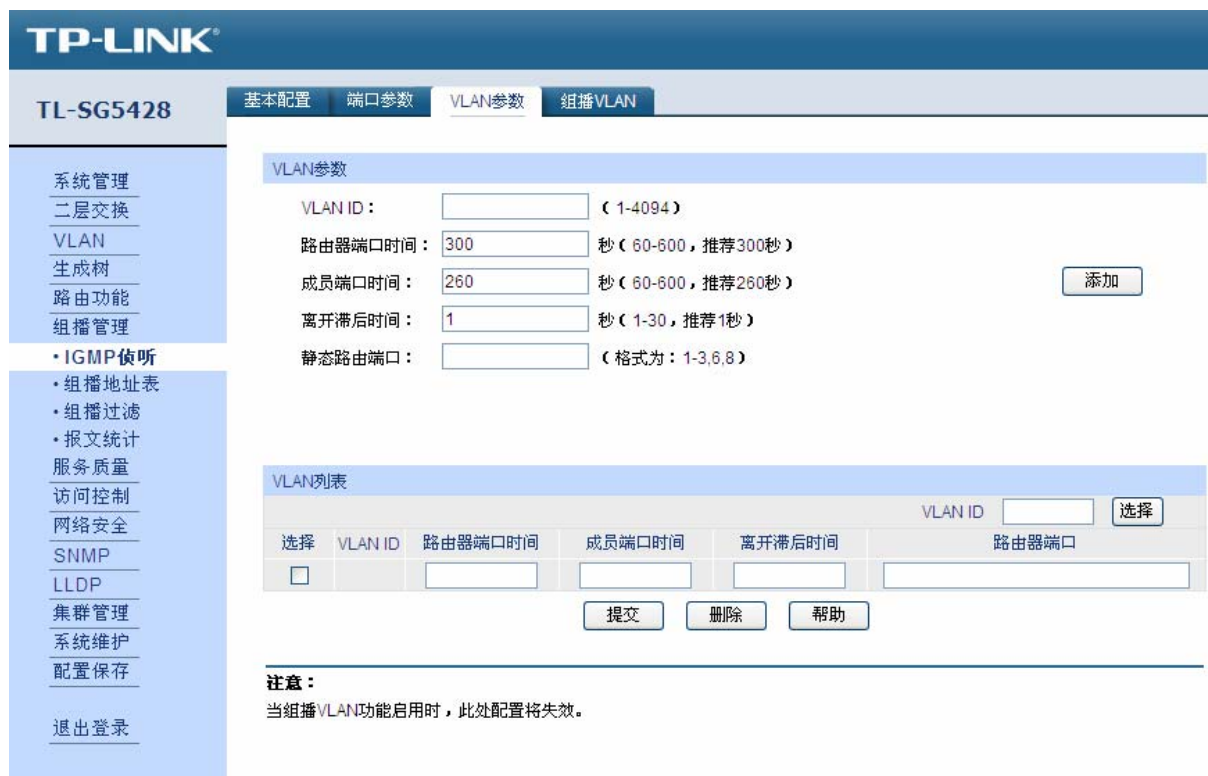 TP-LINK®
TL-SG5428
基本配置 端口参数 VLAN参数 组播VLAN
系统管理
二层交换
VLAN
生成树
路由功能
组播管理
·IGMP侦听
·组播地址表
·组播过滤
·报文统计
服务质量
访问控制
网络安全
SNMP
LLDP
集群管理
系统维护
配置保存
退出登录
VLAN参数
VLAN ID： （1-4094）
路由器端口时间： 300 秒（60-600，推荐300秒）
成员端口时间： 260 秒（60-600，推荐260秒） 添加
离开滞后时间： 1 秒（1-30，推荐1秒）
静态路由端口： （格式为：1-3,6,8）
VLAN列表
VLAN ID 选择
选择 VLAN ID 路由器端口时间 成员端口时间 离开滞后时间 路由器端口
提交 删除 帮助
注意：
当组播VLAN功能启用时，此处配置将失效。